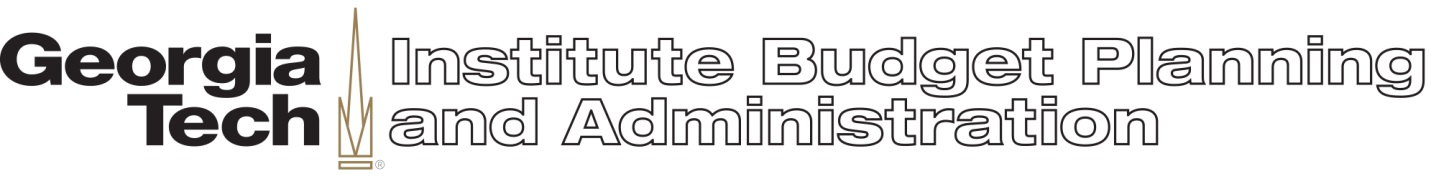 Georgia
Tech
Institute Budget Planning
and Administration
®